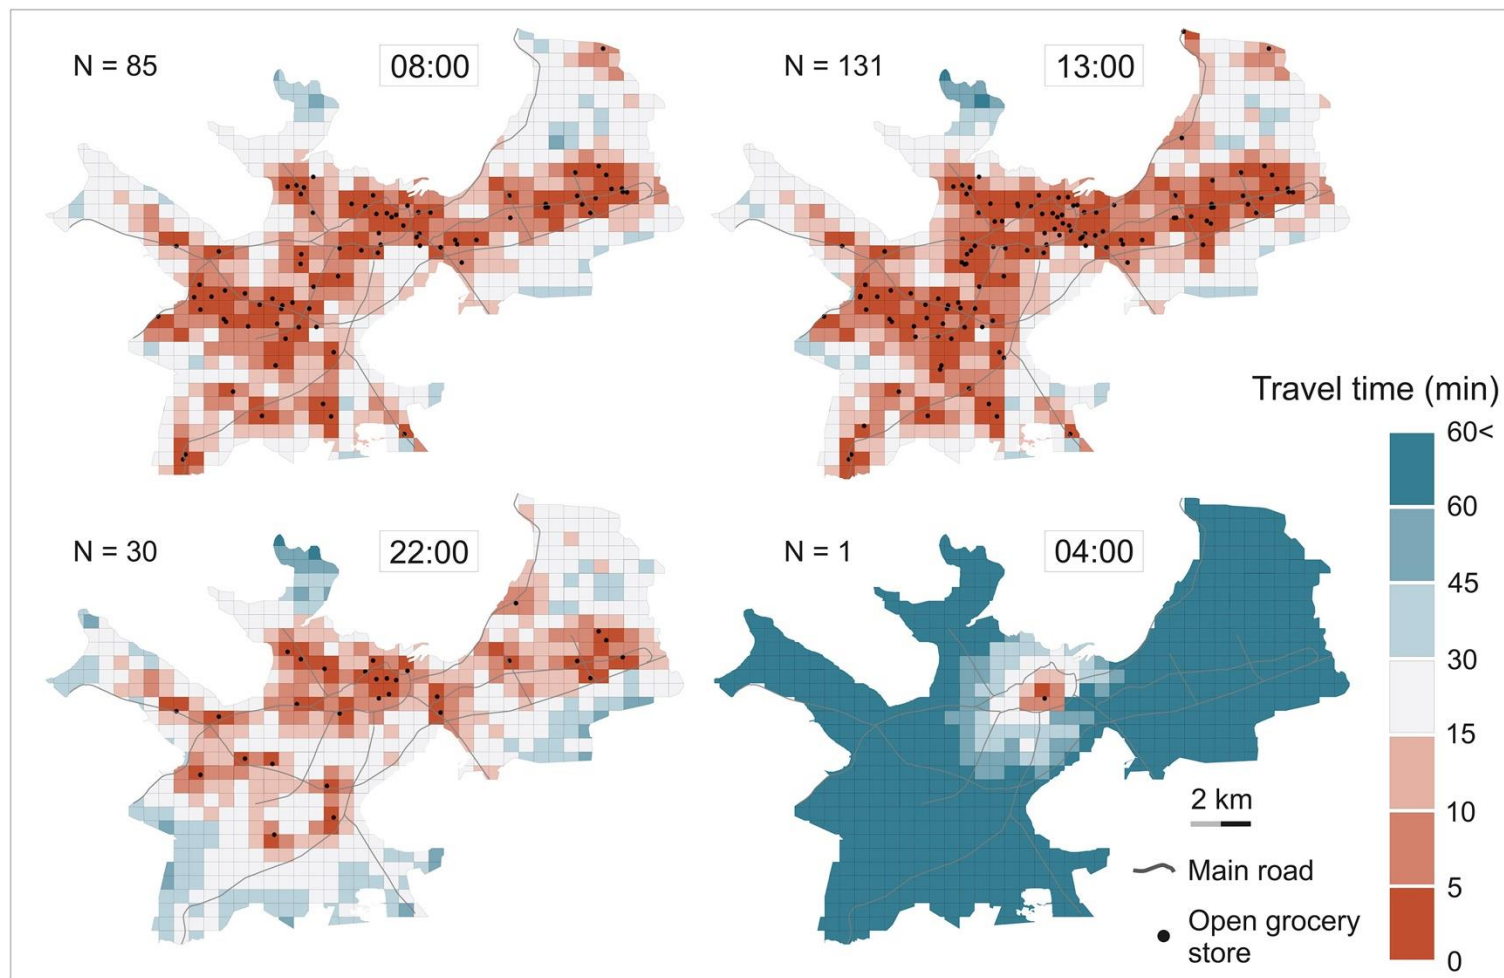 N = 85
08:00
N = 131
13:00
N = 30
22:00
N = 1
04:00
Travel time (min)
60<
60
45
30
15
10
5
0
2 km
Main road
Open grocery
store